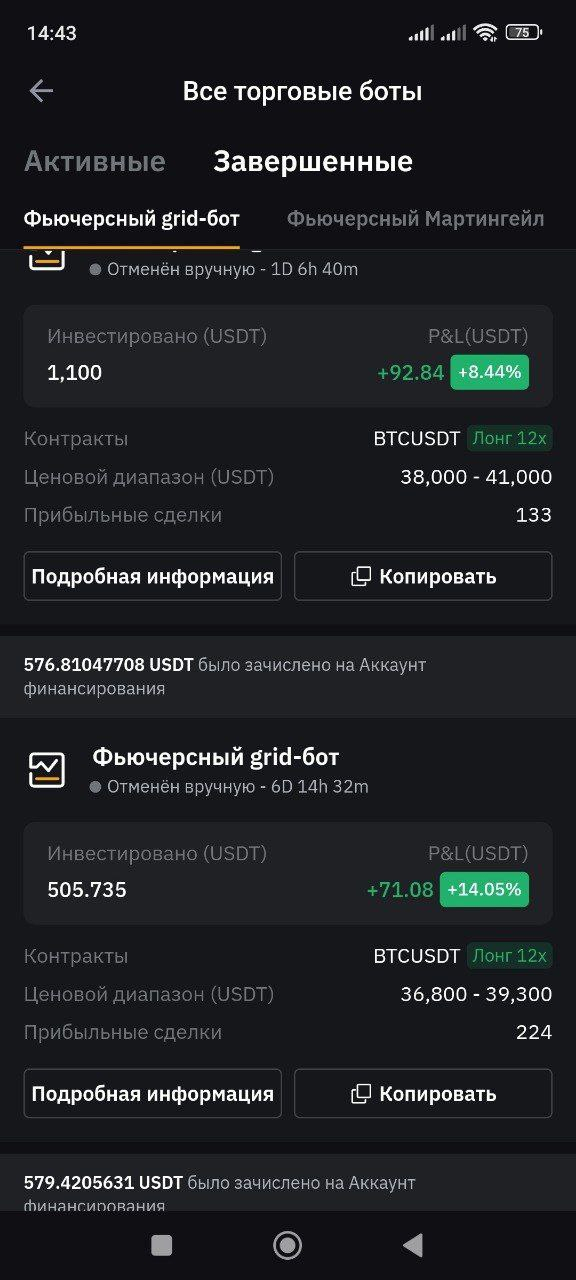 14:43
75
Все торговые боты
Активные Завершенные
Фьючерсный grid-бот Фьючерсный Мартингейл
Отменён вручную - 1D 6h 40m
Инвестировано (USDT) P&L(USDT)
1,100 +92.84 +8.44%
Контракты BTCUSDT Лонг 12x
Ценовой диапазон (USDT) 38,000 - 41,000
Прибыльные сделки 133
Подробная информация Копировать
576.81047708 USDT было зачислено на Аккаунт
финансирования
Фьючерсный grid-бот
Отменён вручную - 6D 14h 32m
Инвестировано (USDT) P&L(USDT)
505.735 +71.08 +14.05%
Контракты BTCUSDT Лонг 12x
Ценовой диапазон (USDT) 36,800 - 39,300
Прибыльные сделки 224
Подробная информация Копировать
579.4205631 USDT было зачислено на Аккаунт
финансирования